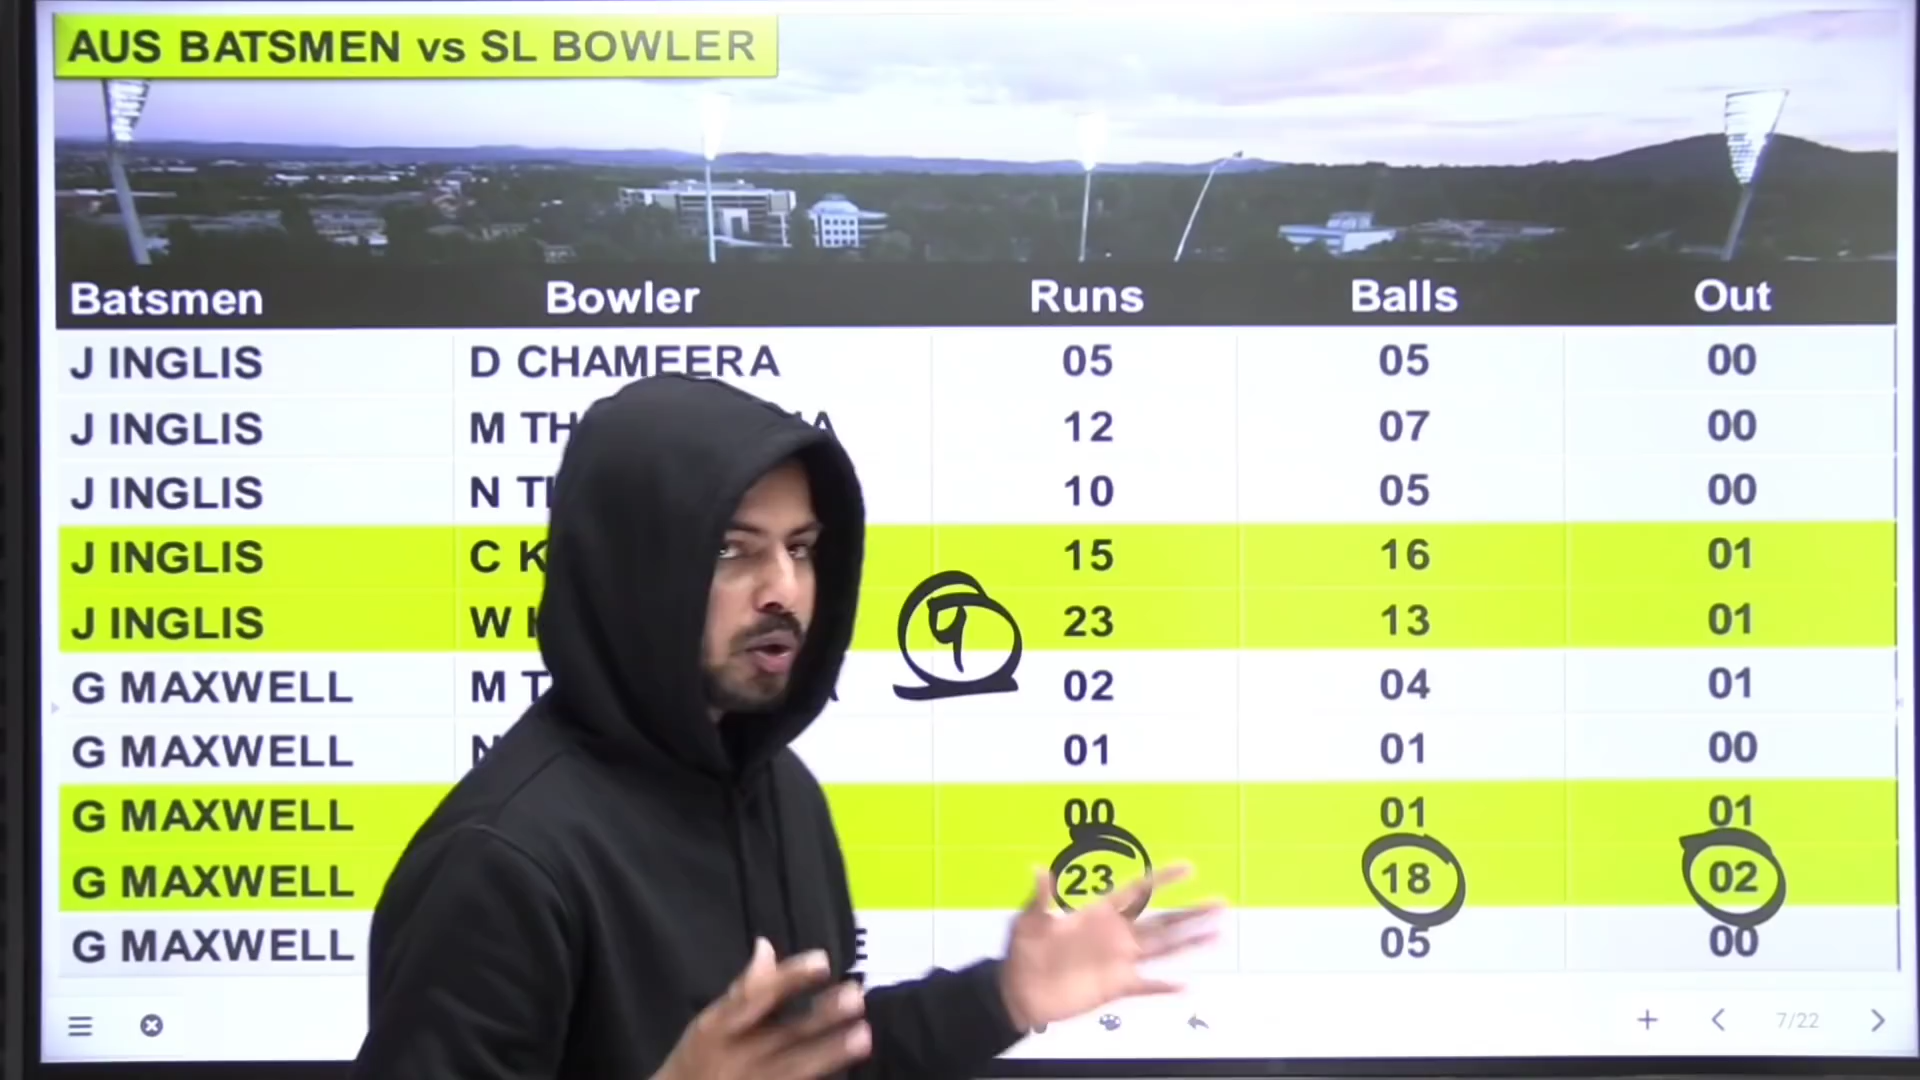 AUS BATSMEN vs SL BOWLER
Batsmen Bowler Runs Balls Out
J INGLIS D CHAMEERA 05 05 00
J INGLIS M 12 07 00
J INGLIS N 10 05 00
J INGLIS C 15 16 01
J INGLIS W 23 13 01
9
G MAXWELL M 02 04 01
G MAXWELL 01 01 00
G MAXWELL 00 01 01
G MAXWELL 23 18 02
G MAXWELL 05 00
7/22